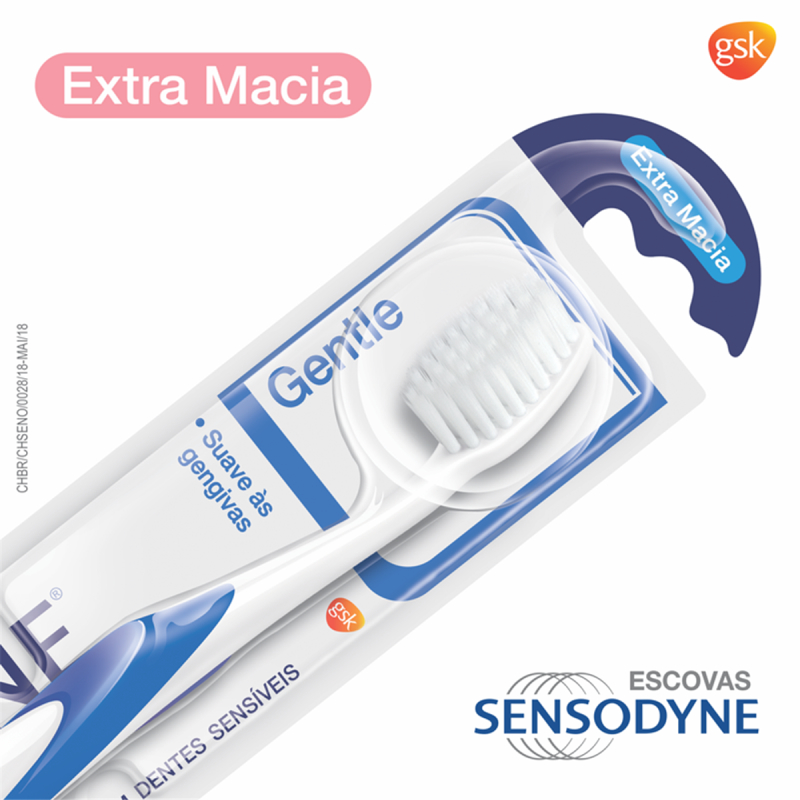 gsk
Extra Macia
Extra Macia
Gentle
• Suave às
gengivas
CHBR/CHSENO/0028/18-MAI/18
®
gsk
DENTES SENSÍVEIS
ESCOVAS
SENSODYNE